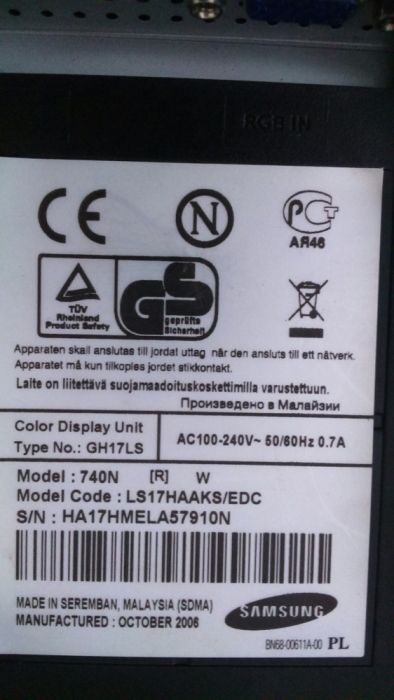 RGB IN
CE
N
PCT
АЯ46
TÜV
Rheinland
Product Safety
GS
geprüfte
Sicherheit
Apparaten skall anslutas till jordat uttag när den ansluts till ett nätverk.
Apparatet må kun tilkoples jordet stikkontakt.
Laite on liitettävä suojamaadoituskoskettimilla varustettuun.
Произведено в Малайзии
Color Display Unit
Type No.: GH17LS
AC100-240V~ 50/60Hz 0.7A
Model : 740N [R] W
Model Code : LS17HAAKS/EDC
S/N : HA17HMELA57910N
MADE IN SEREMBAN, MALAYSIA (SDMA)
MANUFACTURED : OCTOBER 2006
SAMSUNG
BN68-00611A-00 PL